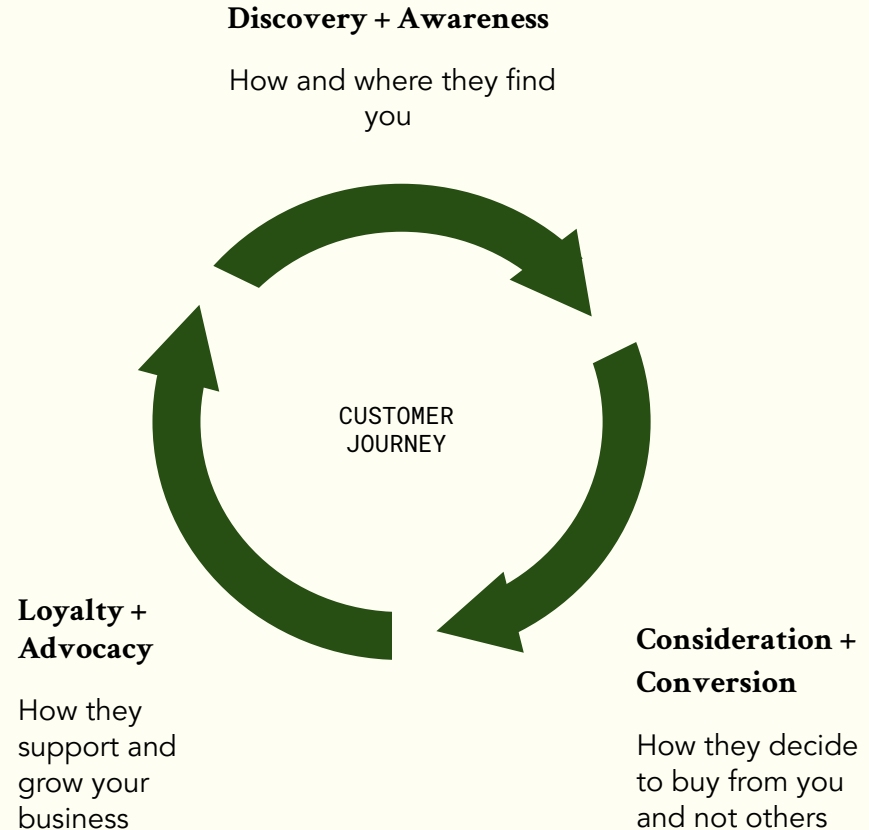 Discovery + Awareness
How and where they find
you
CUSTOMER
JOURNEY
Loyalty +
Advocacy
How they
support and
grow your
business
Consideration +
Conversion
How they decide
to buy from you
and not others